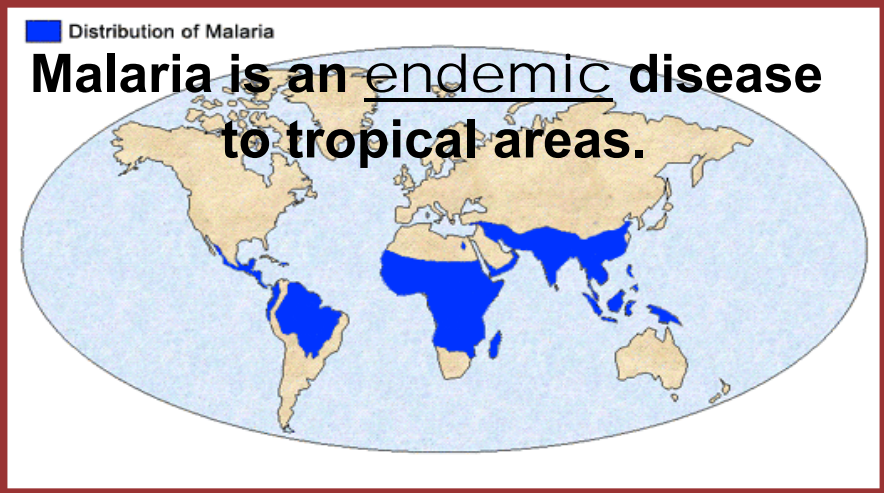 Distribution of Malaria
Malaria is an endemic disease
to tropical areas.